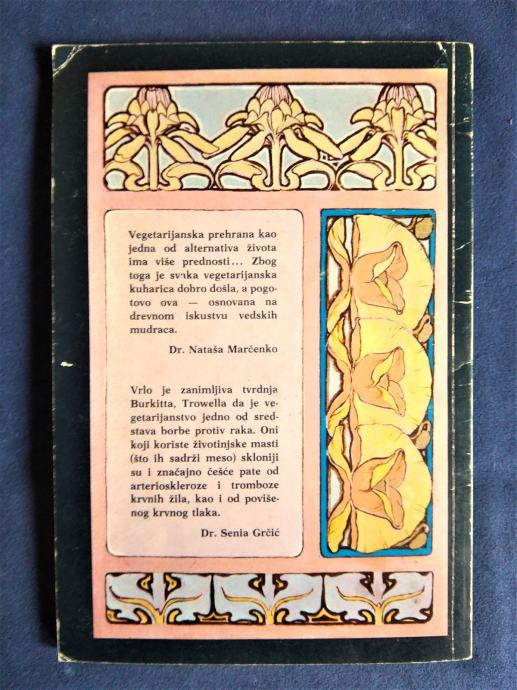 Vegetarijanska prehrana kao
jedna od alternativa života
ima više prednosti... Zbog
toga je svaka vegetarijanska
kuharica dobro došla, a pogo-
tovo ova — osnovana na
drevnom iskustvu vedskih
mudraca.
Dr. Nataša Marčenko
Vrlo je zanimljiva tvrdnja
Burkitta, Trowella da je ve-
getarijanstvo jedno od sred-
stava borbe protiv raka. Oni
koji koriste životinjske masti
(što ih sadrži meso) skloniji
su i značajno češće pate od
arterioskleroze i tromboze
krvnih žila, kao i od poviše-
nog krvnog tlaka.
Dr. Senia Grčić